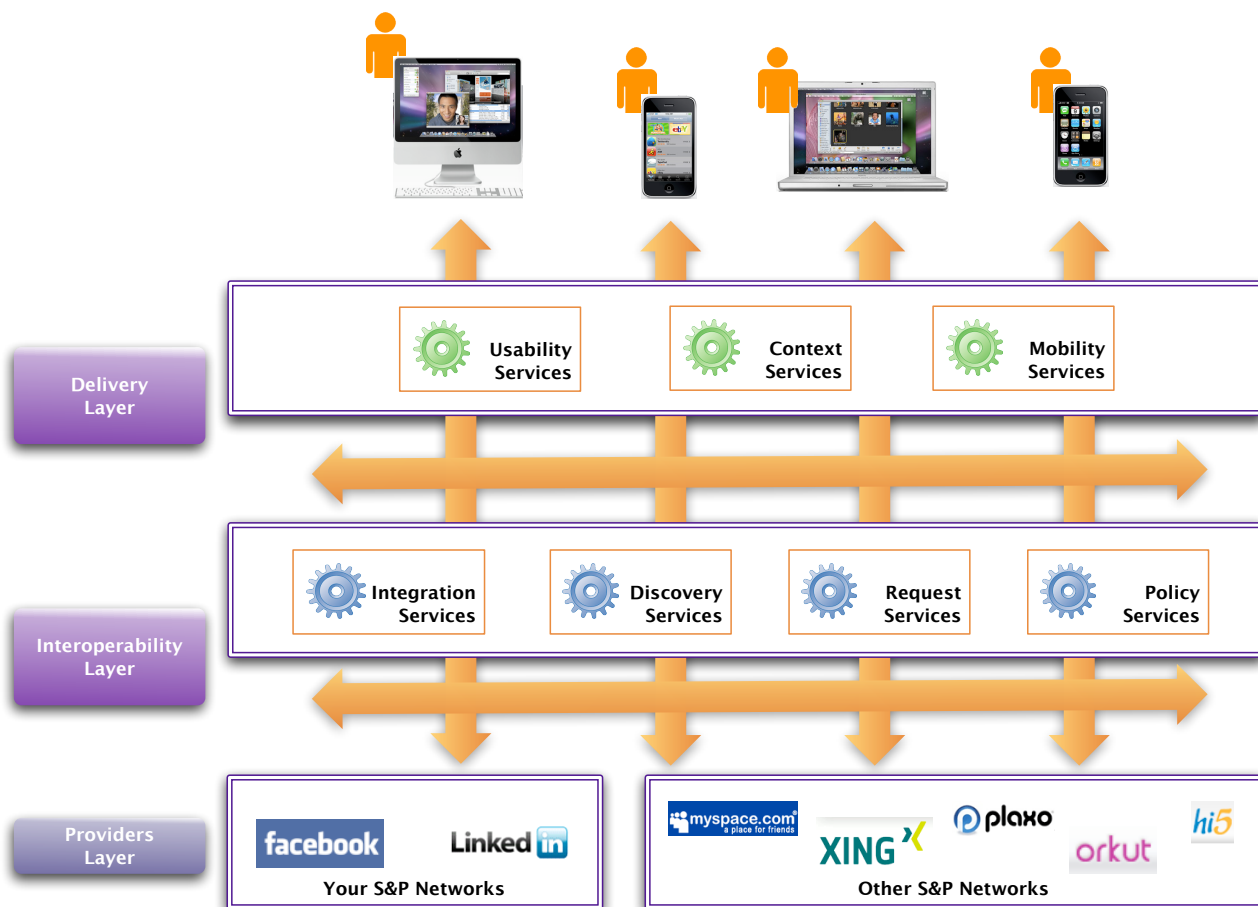 ebY
Usability
Services
Context
Services
Mobility
Services
Delivery
Layer
Integration
Services
Discovery
Services
Request
Services
Policy
Services
Interoperability
Layer
facebook
Linked in
Your S&P Networks
myspace.com
a place for friends
XING
plaxo
orkut
hi5
Other S&P Networks
Providers
Layer